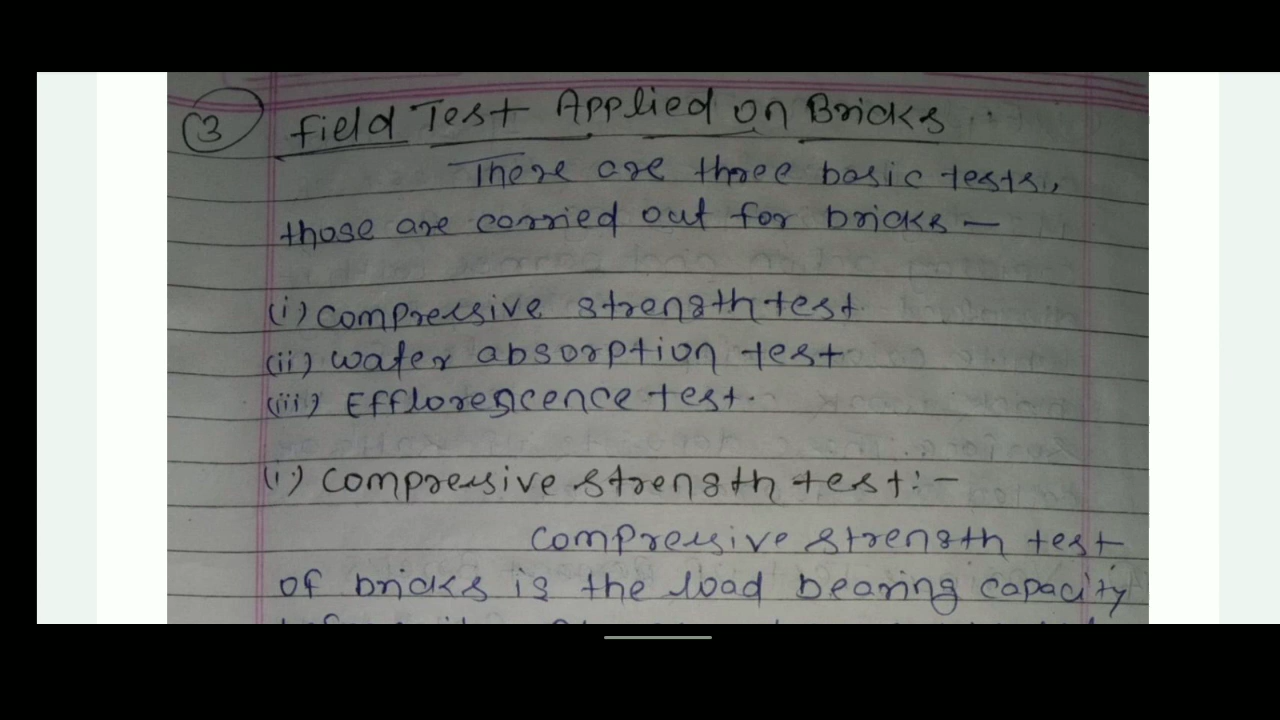 3 Field Test Applied on Bricks
There are three basic tests,
those are carried out for bricks —
(i) compressive strength test.
(ii) water absorption test
(iii) Efflorescence test.
(i) compressive strength test:-
compressive strength test
of bricks is the load bearing capacity